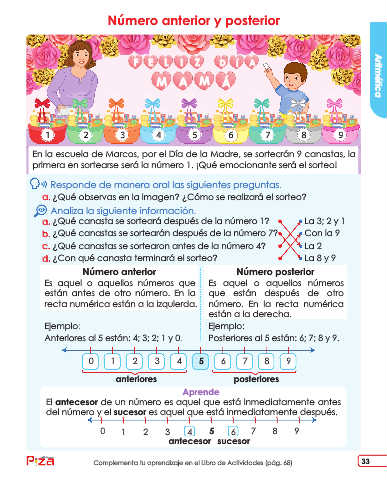 Número anterior y posterior
Aritmética
FELIZ DÍA
MAMÁ
1 2 3 4 5 6 7 8 9
En la escuela de Marcos, por el Día de la Madre, se sortearán 9 canastas, la
primera en sortearse será la número 1. ¡Qué emocionante será el sorteo!
Responde de manera oral las siguientes preguntas.
a. ¿Qué observas en la imagen? ¿Cómo se realizará el sorteo?
Analiza la siguiente información.
a. ¿Qué canasta se sorteará después de la número 1? La 3; 2 y 1
b. ¿Qué canastas se sortearán después de la número 7? Con la 9
c. ¿Qué canastas se sortearon antes de la número 4? La 2
d. ¿Con qué canasta terminará el sorteo? La 8 y 9
Número anterior
Es aquel o aquellos números que
están antes de otro número. En la
recta numérica están a la izquierda.
Ejemplo:
Anteriores al 5 están: 4; 3; 2; 1 y 0.
Número posterior
Es aquel o aquellos números
que están después de otro
número. En la recta numérica
están a la derecha.
Ejemplo:
Posteriores al 5 están: 6; 7; 8 y 9.
0 1 2 3 4 5 6 7 8 9
anteriores posteriores
Aprende
El antecesor de un número es aquel que está inmediatamente antes
del número y el sucesor es aquel que está inmediatamente después.
0 1 2 3 4 5 6 7 8 9
antecesor sucesor
Complementa tu aprendizaje en el Libro de Actividades (pág. 68)
33